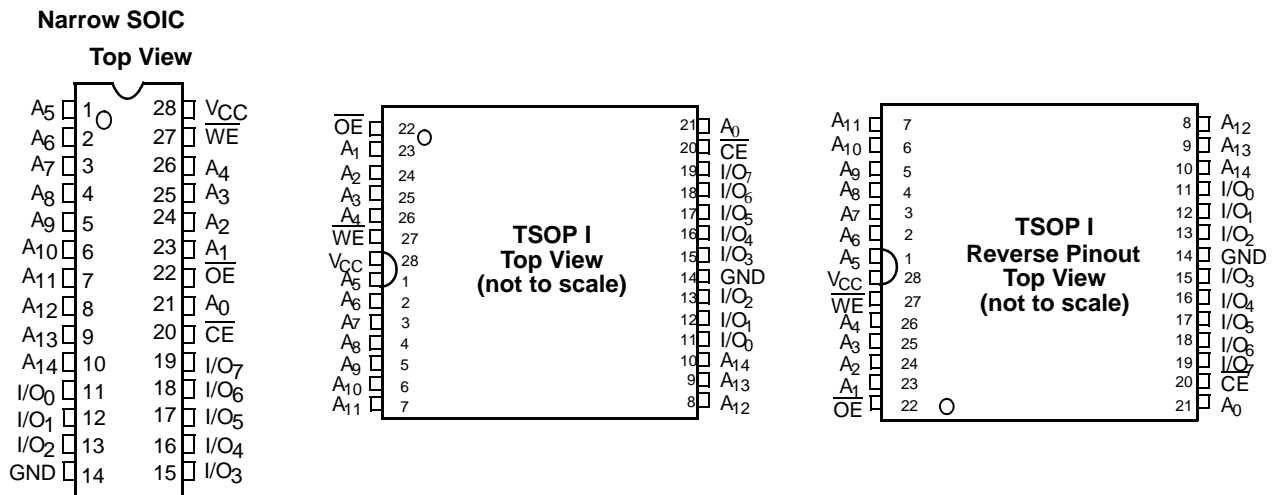 Narrow SOIC
Top View
A5 1 28 VCC
A6 2 27 W̅E̅
A7 3 26 A4
A8 4 25 A3
A9 5 24 A2
A10 6 23 A1
A11 7 22 O̅E̅
A12 8 21 A0
A13 9 20 C̅E̅
A14 10 19 I/O7
I/O0 11 18 I/O6
I/O1 12 17 I/O5
I/O2 13 16 I/O4
GND 14 15 I/O3
O̅E̅ 22 21 A0
A1 23 20 C̅E̅
A2 24 19 I/O7
A3 25 18 I/O6
A4 26 17 I/O5
W̅E̅ 27 16 I/O4
VCC 28 15 I/O3
A5 1 14 GND
A6 2 13 I/O2
A7 3 12 I/O1
A8 4 11 I/O0
A9 5 10 A14
A10 6 9 A13
A11 7 8 A12
TSOP I
Top View
(not to scale)
A11 7 8 A12
A10 6 9 A13
A9 5 10 A14
A8 4 11 I/O0
A7 3 12 I/O1
A6 2 13 I/O2
A5 1 14 GND
VCC 28 15 I/O3
W̅E̅ 27 16 I/O4
A4 26 17 I/O5
A3 25 18 I/O6
A2 24 19 I/O7
A1 23 20 C̅E̅
O̅E̅ 22 21 A0
TSOP I
Reverse Pinout
Top View
(not to scale)